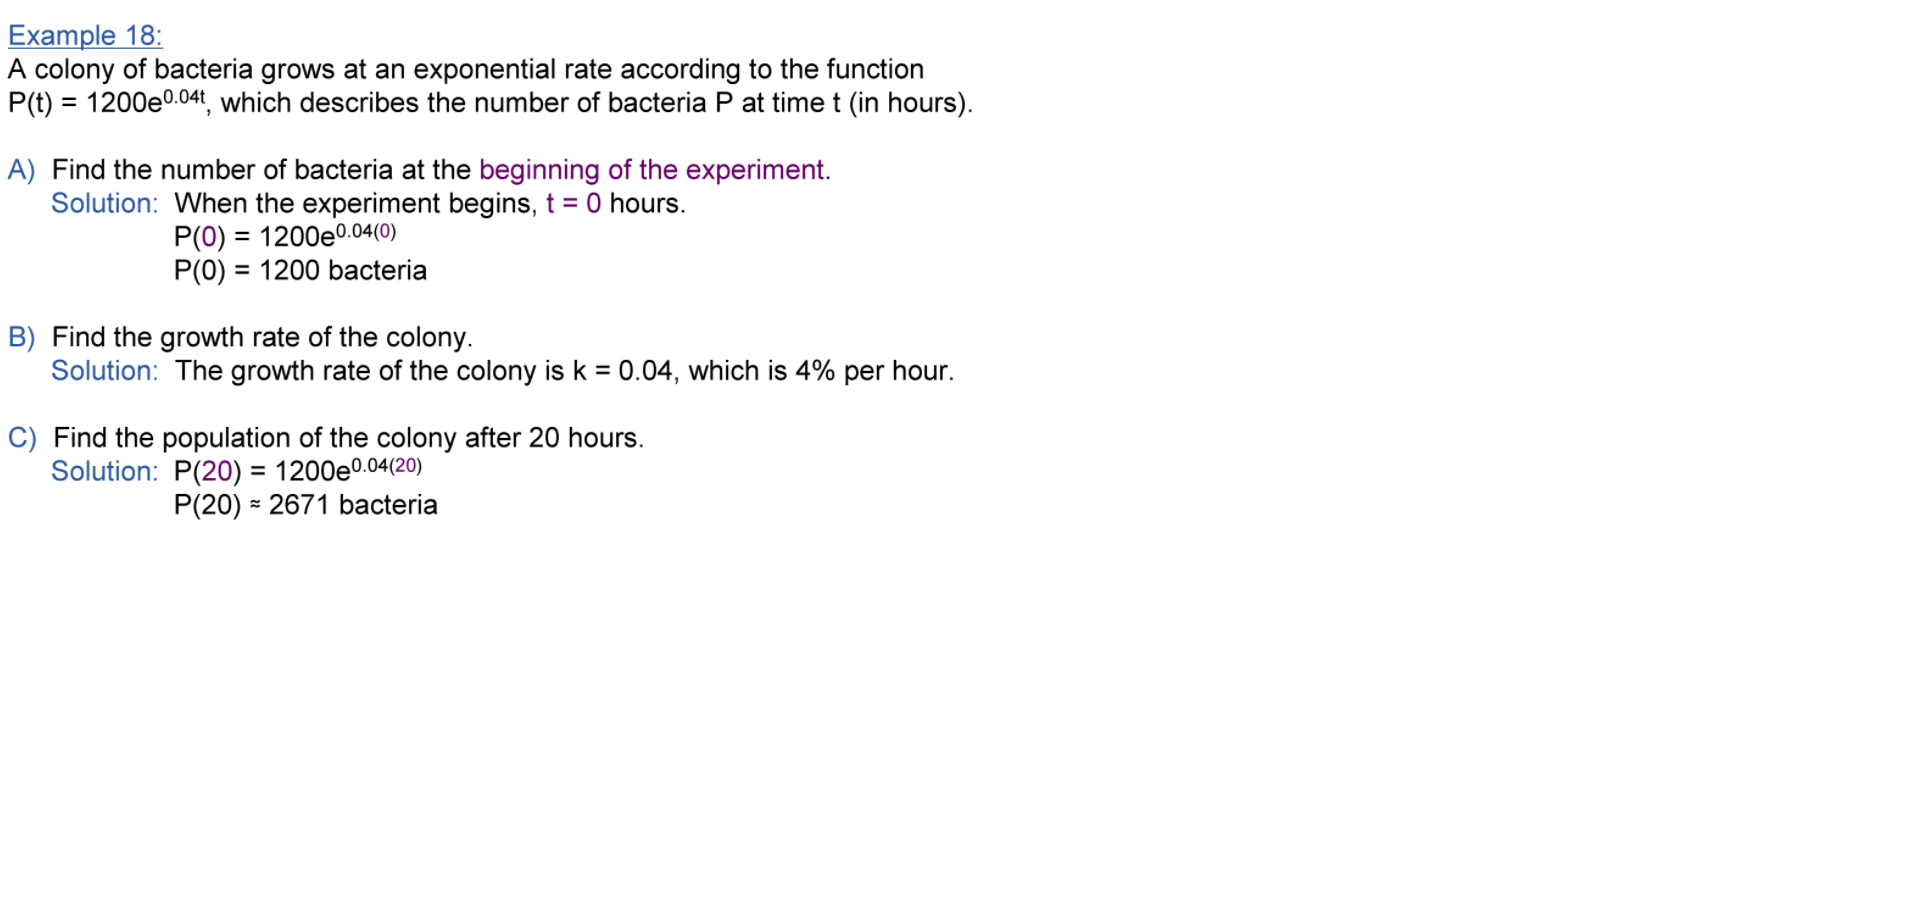 Example 18:
A colony of bacteria grows at an exponential rate according to the function
P(t) = 1200e^0.04t, which describes the number of bacteria P at time t (in hours).
A) Find the number of bacteria at the beginning of the experiment.
Solution: When the experiment begins, t = 0 hours.
P(0) = 1200e^0.04(0)
P(0) = 1200 bacteria
B) Find the growth rate of the colony.
Solution: The growth rate of the colony is k = 0.04, which is 4% per hour.
C) Find the population of the colony after 20 hours.
Solution: P(20) = 1200e^0.04(20)
P(20) ≈ 2671 bacteria